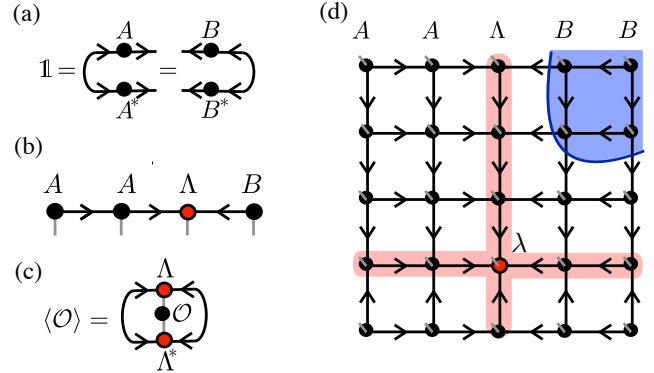 (a)
A B
𝟙 = =
A* B*
(b)
A A Λ B
(c)
Λ
⟨𝒪⟩ = 𝒪
Λ*
(d)
A A Λ B B
λ